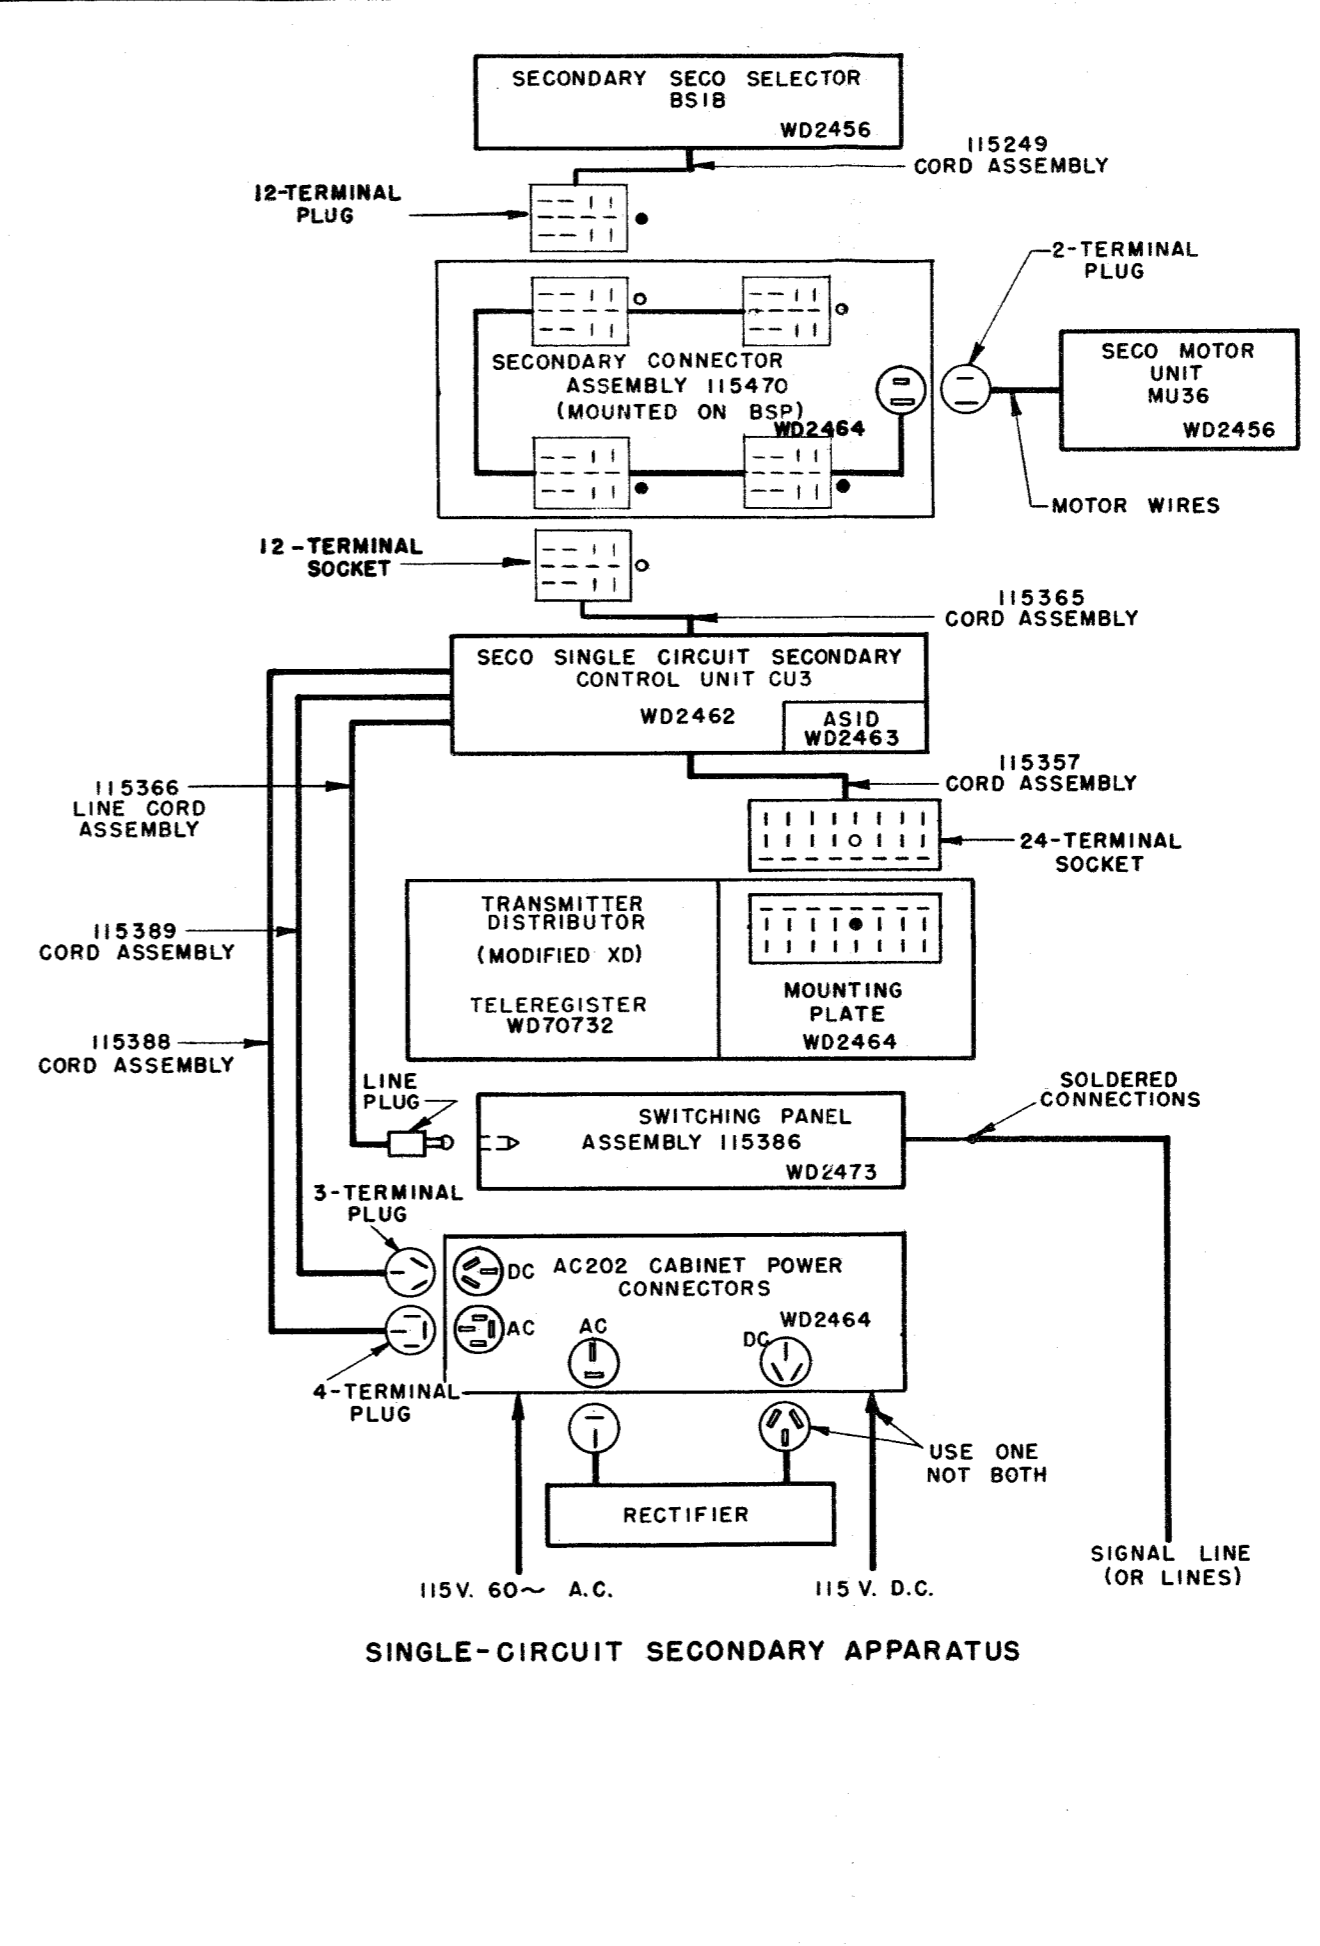 SECONDARY SECO SELECTOR
BS18
WD2456
115249
CORD ASSEMBLY
12-TERMINAL
PLUG
2-TERMINAL
PLUG
SECO MOTOR
UNIT
MU36
WD2456
SECONDARY CONNECTOR
ASSEMBLY 115470
(MOUNTED ON BSP)
WD2464
MOTOR WIRES
12-TERMINAL
SOCKET
115365
CORD ASSEMBLY
SECO SINGLE CIRCUIT SECONDARY
CONTROL UNIT CU3
WD2462
ASID
WD2463
115357
CORD ASSEMBLY
115366
LINE CORD
ASSEMBLY
24-TERMINAL
SOCKET
TRANSMITTER
DISTRIBUTOR
(MODIFIED XD)
TELEREGISTER
WD70732
MOUNTING
PLATE
WD2464
115389
CORD ASSEMBLY
115388
CORD ASSEMBLY
LINE
PLUG
SWITCHING PANEL
ASSEMBLY 115386
WD2473
SOLDERED
CONNECTIONS
3-TERMINAL
PLUG
DC
AC202 CABINET POWER
CONNECTORS
WD2464
AC
AC
DC
4-TERMINAL
PLUG
USE ONE
NOT BOTH
RECTIFIER
115V. 60~ A.C.
115 V. D.C.
SIGNAL LINE
(OR LINES)
SINGLE-CIRCUIT SECONDARY APPARATUS